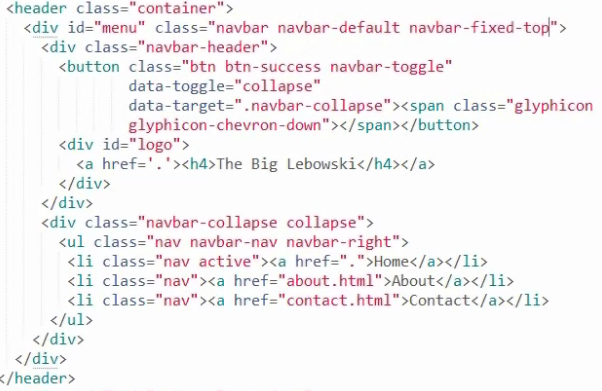 <header class="container">
<div id="menu" class="navbar navbar-default navbar-fixed-top">
<div class="navbar-header">
<button class="btn btn-success navbar-toggle"
data-toggle="collapse"
data-target=".navbar-collapse"><span class="glyphicon
glyphicon-chevron-down"></span></button>
<div id="logo">
<a href='.'><h4>The Big Lebowski</h4></a>
</div>
</div>
<div class="navbar-collapse collapse">
<ul class="nav navbar-nav navbar-right">
<li class="nav active"><a href=".">Home</a></li>
<li class="nav"><a href="about.html">About</a></li>
<li class="nav"><a href="contact.html">Contact</a></li>
</ul>
</div>
</div>
</header>